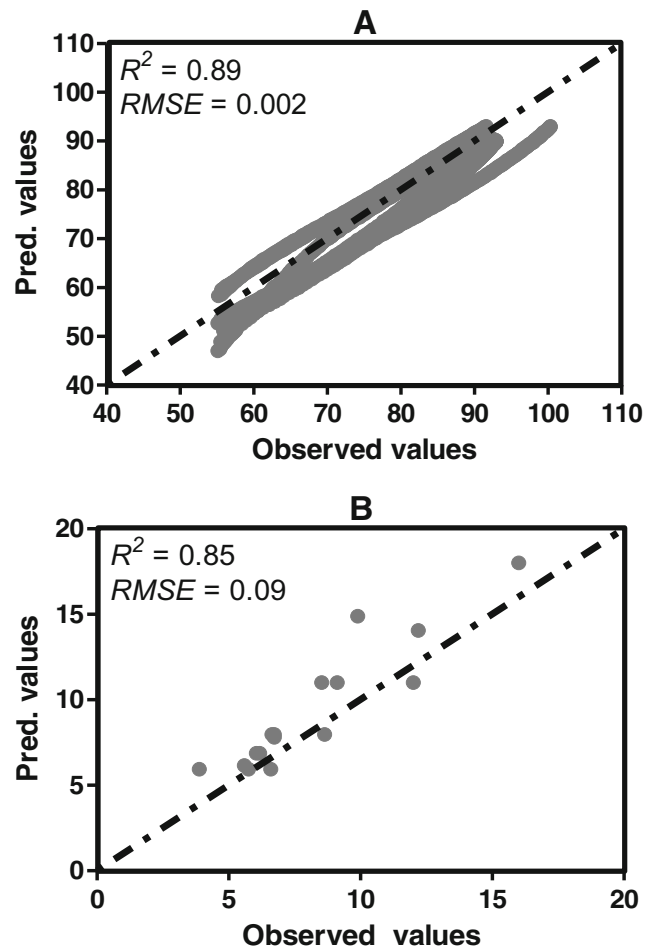 A
110
100
90
80
70
60
50
40
Pred. values
R² = 0.89
RMSE = 0.002
40 50 60 70 80 90 100 110
Observed values
B
20
15
10
5
0
Pred. values
R² = 0.85
RMSE = 0.09
0 5 10 15 20
Observed values